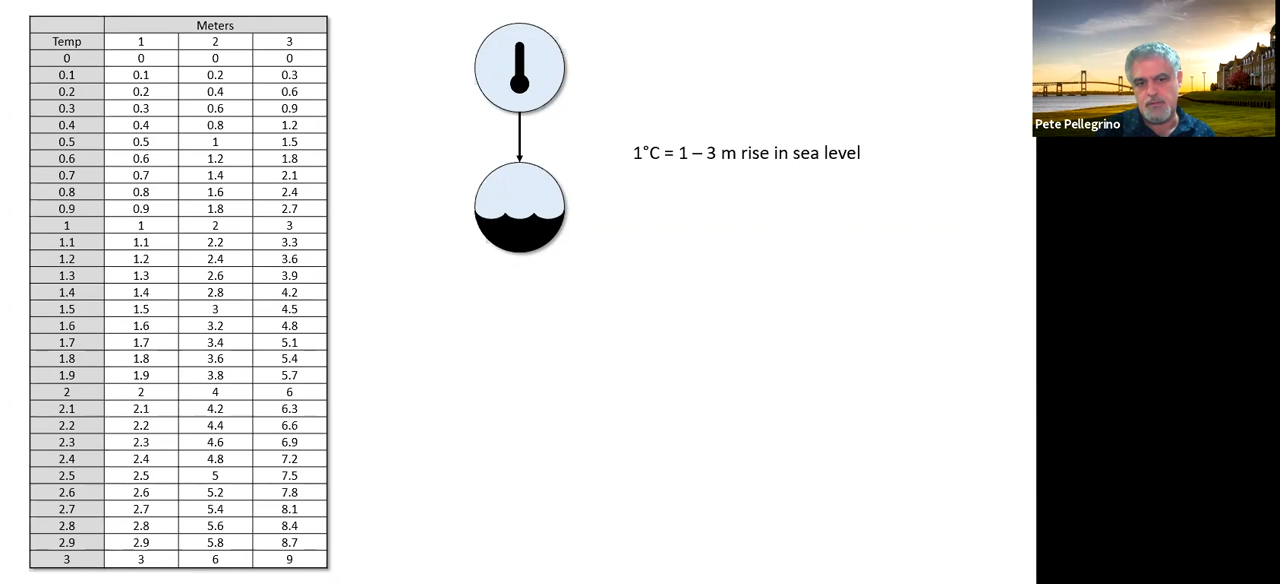 Meters
Temp 1 2 3
0 0 0 0
0.1 0.1 0.2 0.3
0.2 0.2 0.4 0.6
0.3 0.3 0.6 0.9
0.4 0.4 0.8 1.2
0.5 0.5 1 1.5
0.6 0.6 1.2 1.8
0.7 0.7 1.4 2.1
0.8 0.8 1.6 2.4
0.9 0.9 1.8 2.7
1 1 2 3
1.1 1.1 2.2 3.3
1.2 1.2 2.4 3.6
1.3 1.3 2.6 3.9
1.4 1.4 2.8 4.2
1.5 1.5 3 4.5
1.6 1.6 3.2 4.8
1.7 1.7 3.4 5.1
1.8 1.8 3.6 5.4
1.9 1.9 3.8 5.7
2 2 4 6
2.1 2.1 4.2 6.3
2.2 2.2 4.4 6.6
2.3 2.3 4.6 6.9
2.4 2.4 4.8 7.2
2.5 2.5 5 7.5
2.6 2.6 5.2 7.8
2.7 2.7 5.4 8.1
2.8 2.8 5.6 8.4
2.9 2.9 5.8 8.7
3 3 6 9
1°C = 1 – 3 m rise in sea level
Pete Pellegrino